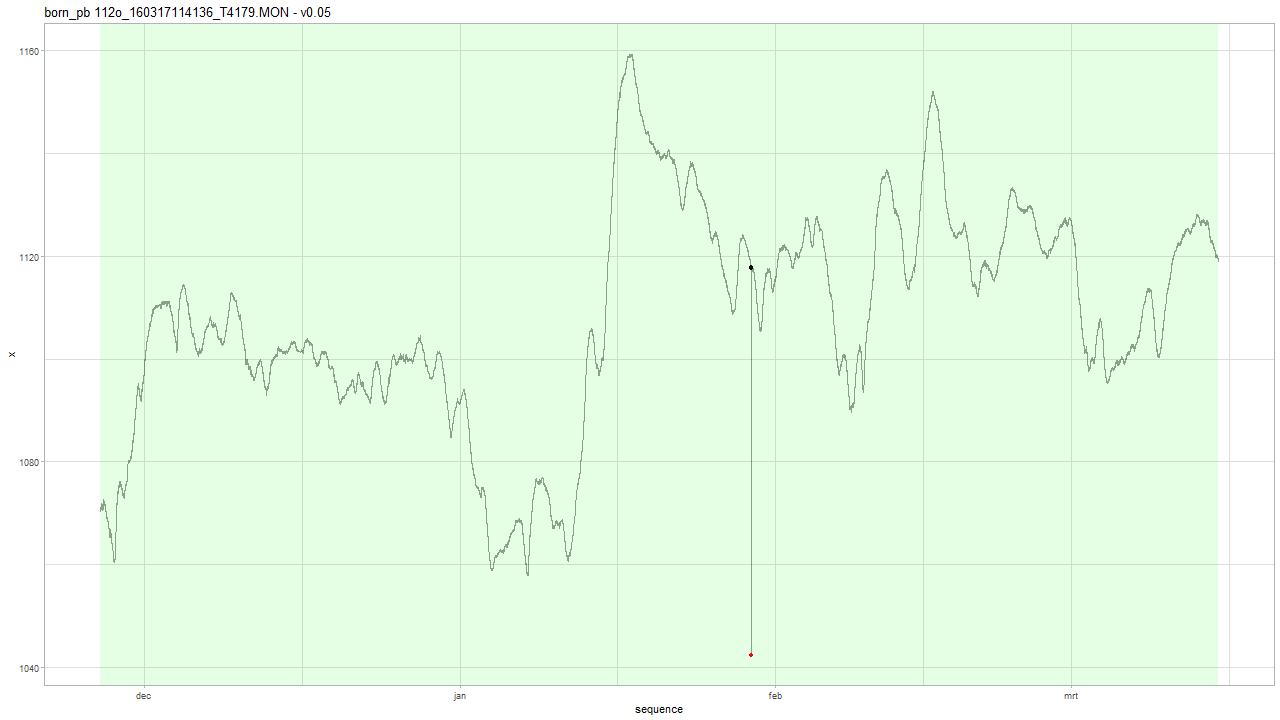 born_pb 112o_160317114136_T4179.MON - v0.05
1160
1120
1080
1040
x
dec
jan
feb
mrt
sequence